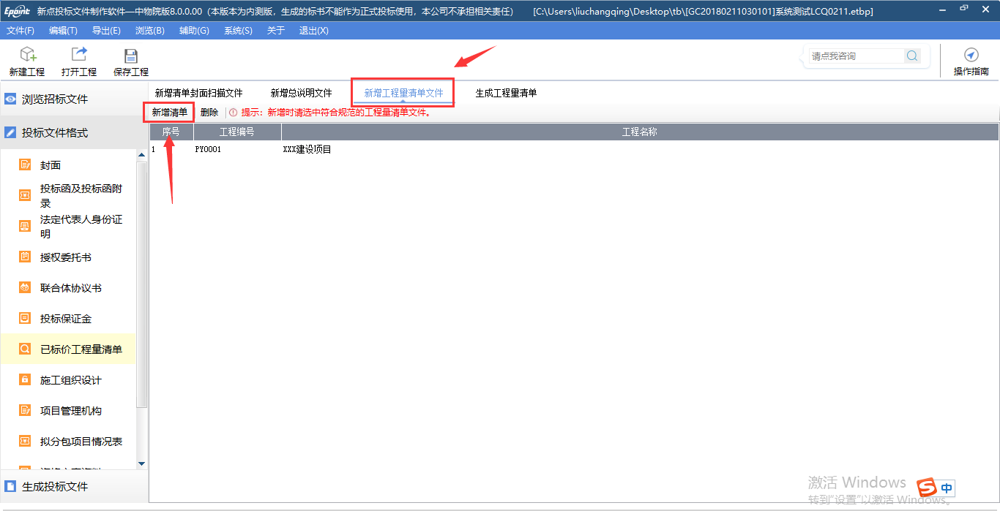 Epoint 新点投标文件制作软件—中物院版8.0.0.00（本版本为内测版，生成的标书不能作为正式投标使用，本公司不承担相关责任） [C:\Users\liuchangqing\Desktop\tb\[GC20180211030101]系统测试LCQ0211.etbp]
文件(F) 编辑(T) 导出(E) 浏览(B) 辅助(G) 系统(S) 关于 退出(X)
新建工程 打开工程 保存工程
请点我咨询
操作指南
浏览招标文件
投标文件格式
封面
投标函及投标函附
录
法定代表人身份证
明
授权委托书
联合体协议书
投标保证金
已标价工程量清单
施工组织设计
项目管理机构
拟分包项目情况表
生成投标文件
新增清单封面扫描文件 新增总说明文件 新增工程量清单文件 生成工程量清单
新增清单 删除 提示：新增时请选中符合规范的工程量清单文件。
序号 工程编号 工程名称
1 PY0001 XXX建设项目
激活 Windows
转到"设置"以激活 Windows。
S 中